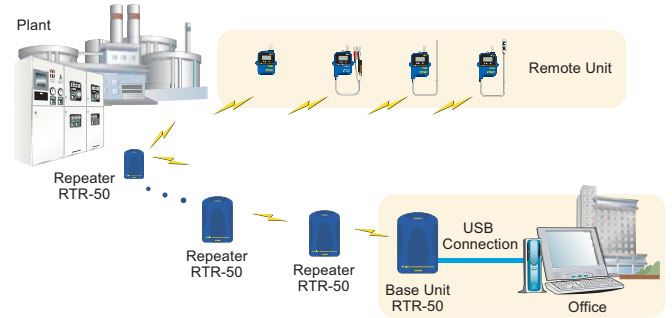 Plant
Remote Unit
Repeater
RTR-50
Repeater
RTR-50
Repeater
RTR-50
USB
Connection
Base Unit
RTR-50
Office